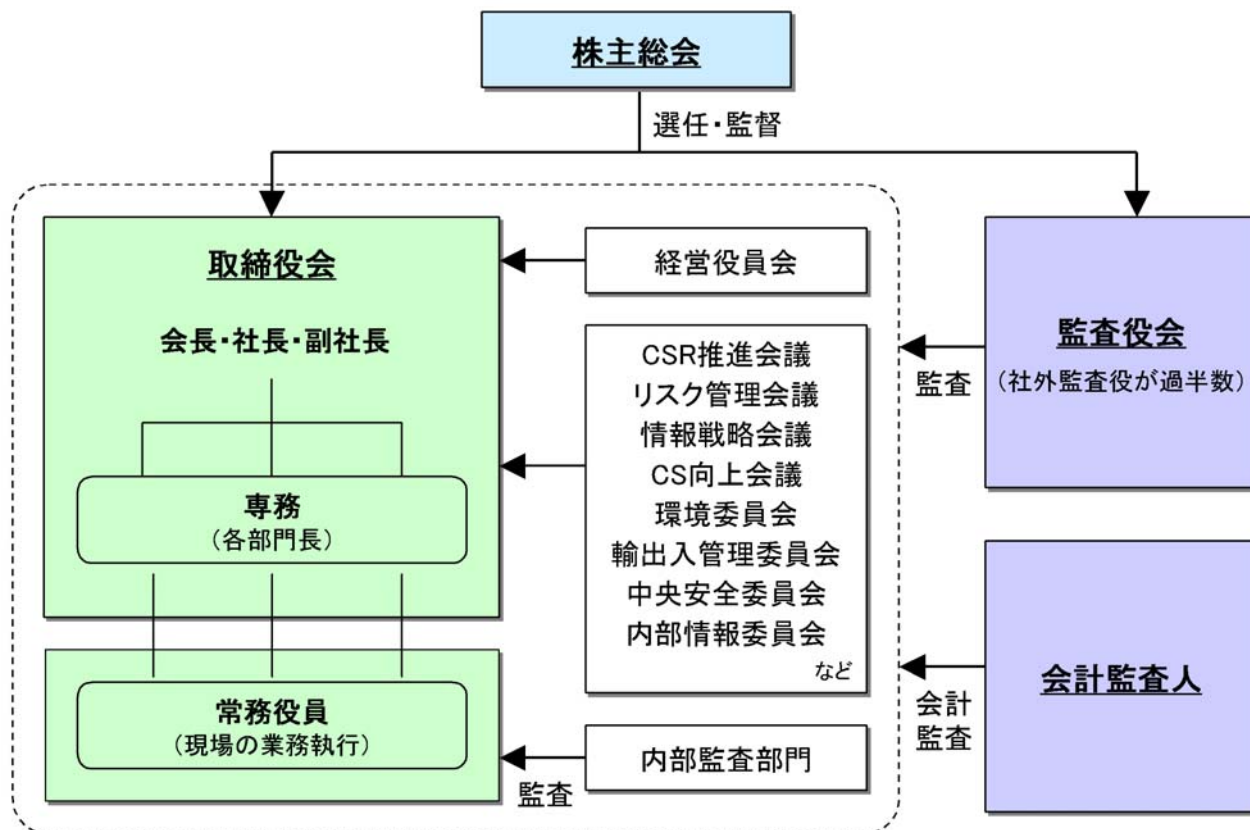 株主総会
選任・監督
取締役会
会長・社長・副社長
専務
（各部門長）
常務役員
（現場の業務執行）
経営役員会
CSR推進会議
リスク管理会議
情報戦略会議
CS向上会議
環境委員会
輸出入管理委員会
中央安全委員会
内部情報委員会
など
内部監査部門
監査
監査役会
（社外監査役が過半数）
監査
会計監査人
会計
監査